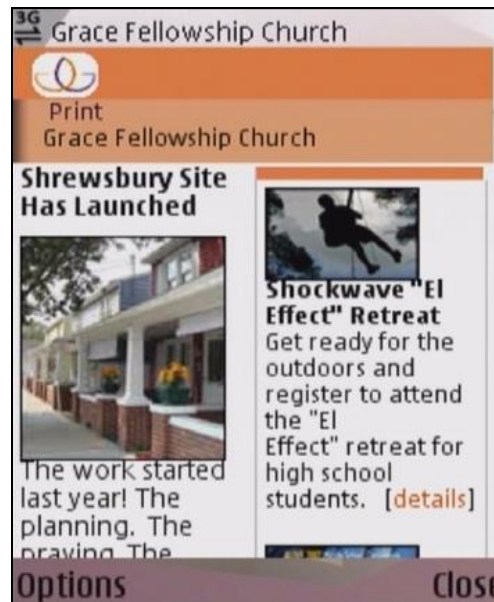 3G
Grace Fellowship Church
Print
Grace Fellowship Church
Shrewsbury Site
Has Launched
The work started
last year! The
planning. The
praying. The
Shockwave "El
Effect" Retreat
Get ready for the
outdoors and
register to attend
the "El
Effect" retreat for
high school
students. [details]
Options
Close